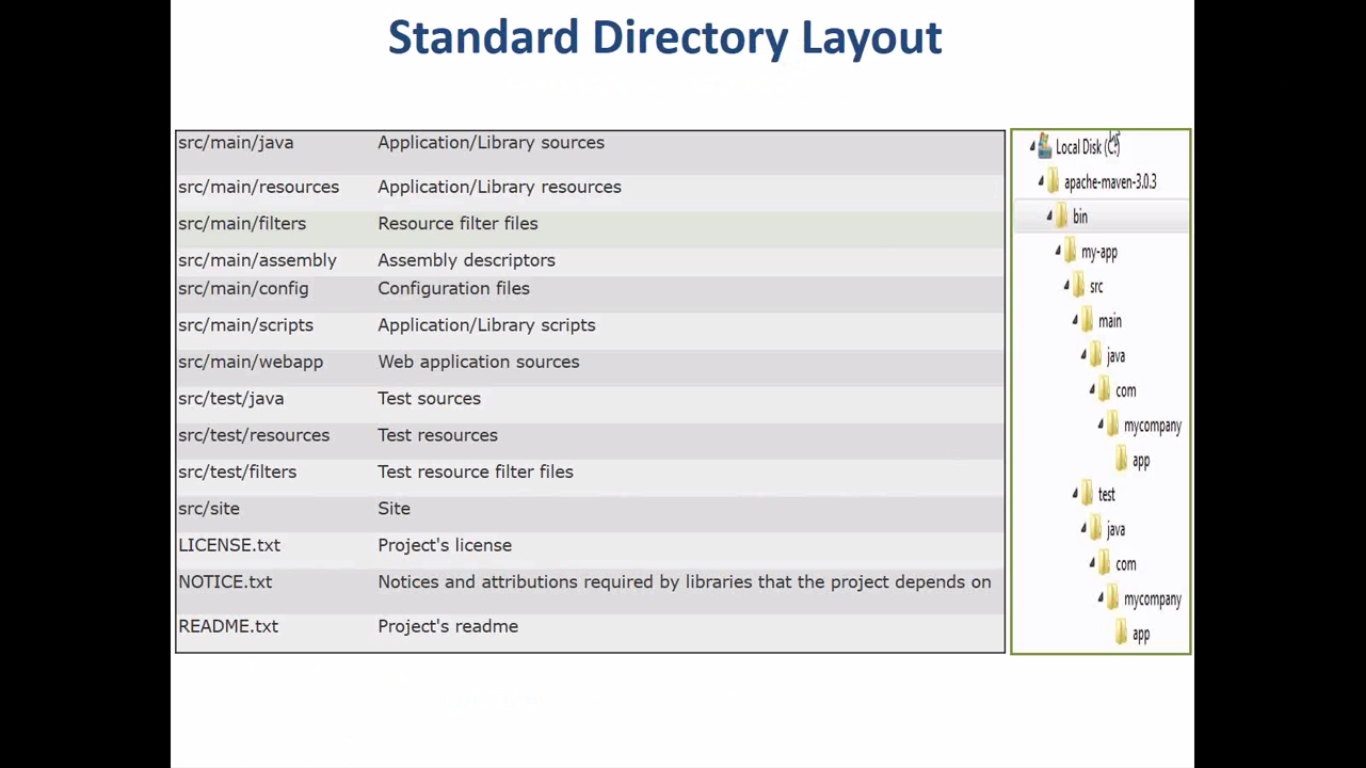 Standard Directory Layout
src/main/java Application/Library sources
src/main/resources Application/Library resources
src/main/filters Resource filter files
src/main/assembly Assembly descriptors
src/main/config Configuration files
src/main/scripts Application/Library scripts
src/main/webapp Web application sources
src/test/java Test sources
src/test/resources Test resources
src/test/filters Test resource filter files
src/site Site
LICENSE.txt Project's license
NOTICE.txt Notices and attributions required by libraries that the project depends on
README.txt Project's readme
Local Disk (C:)
apache-maven-3.0.3
bin
my-app
src
main
java
com
mycompany
app
test
java
com
mycompany
app